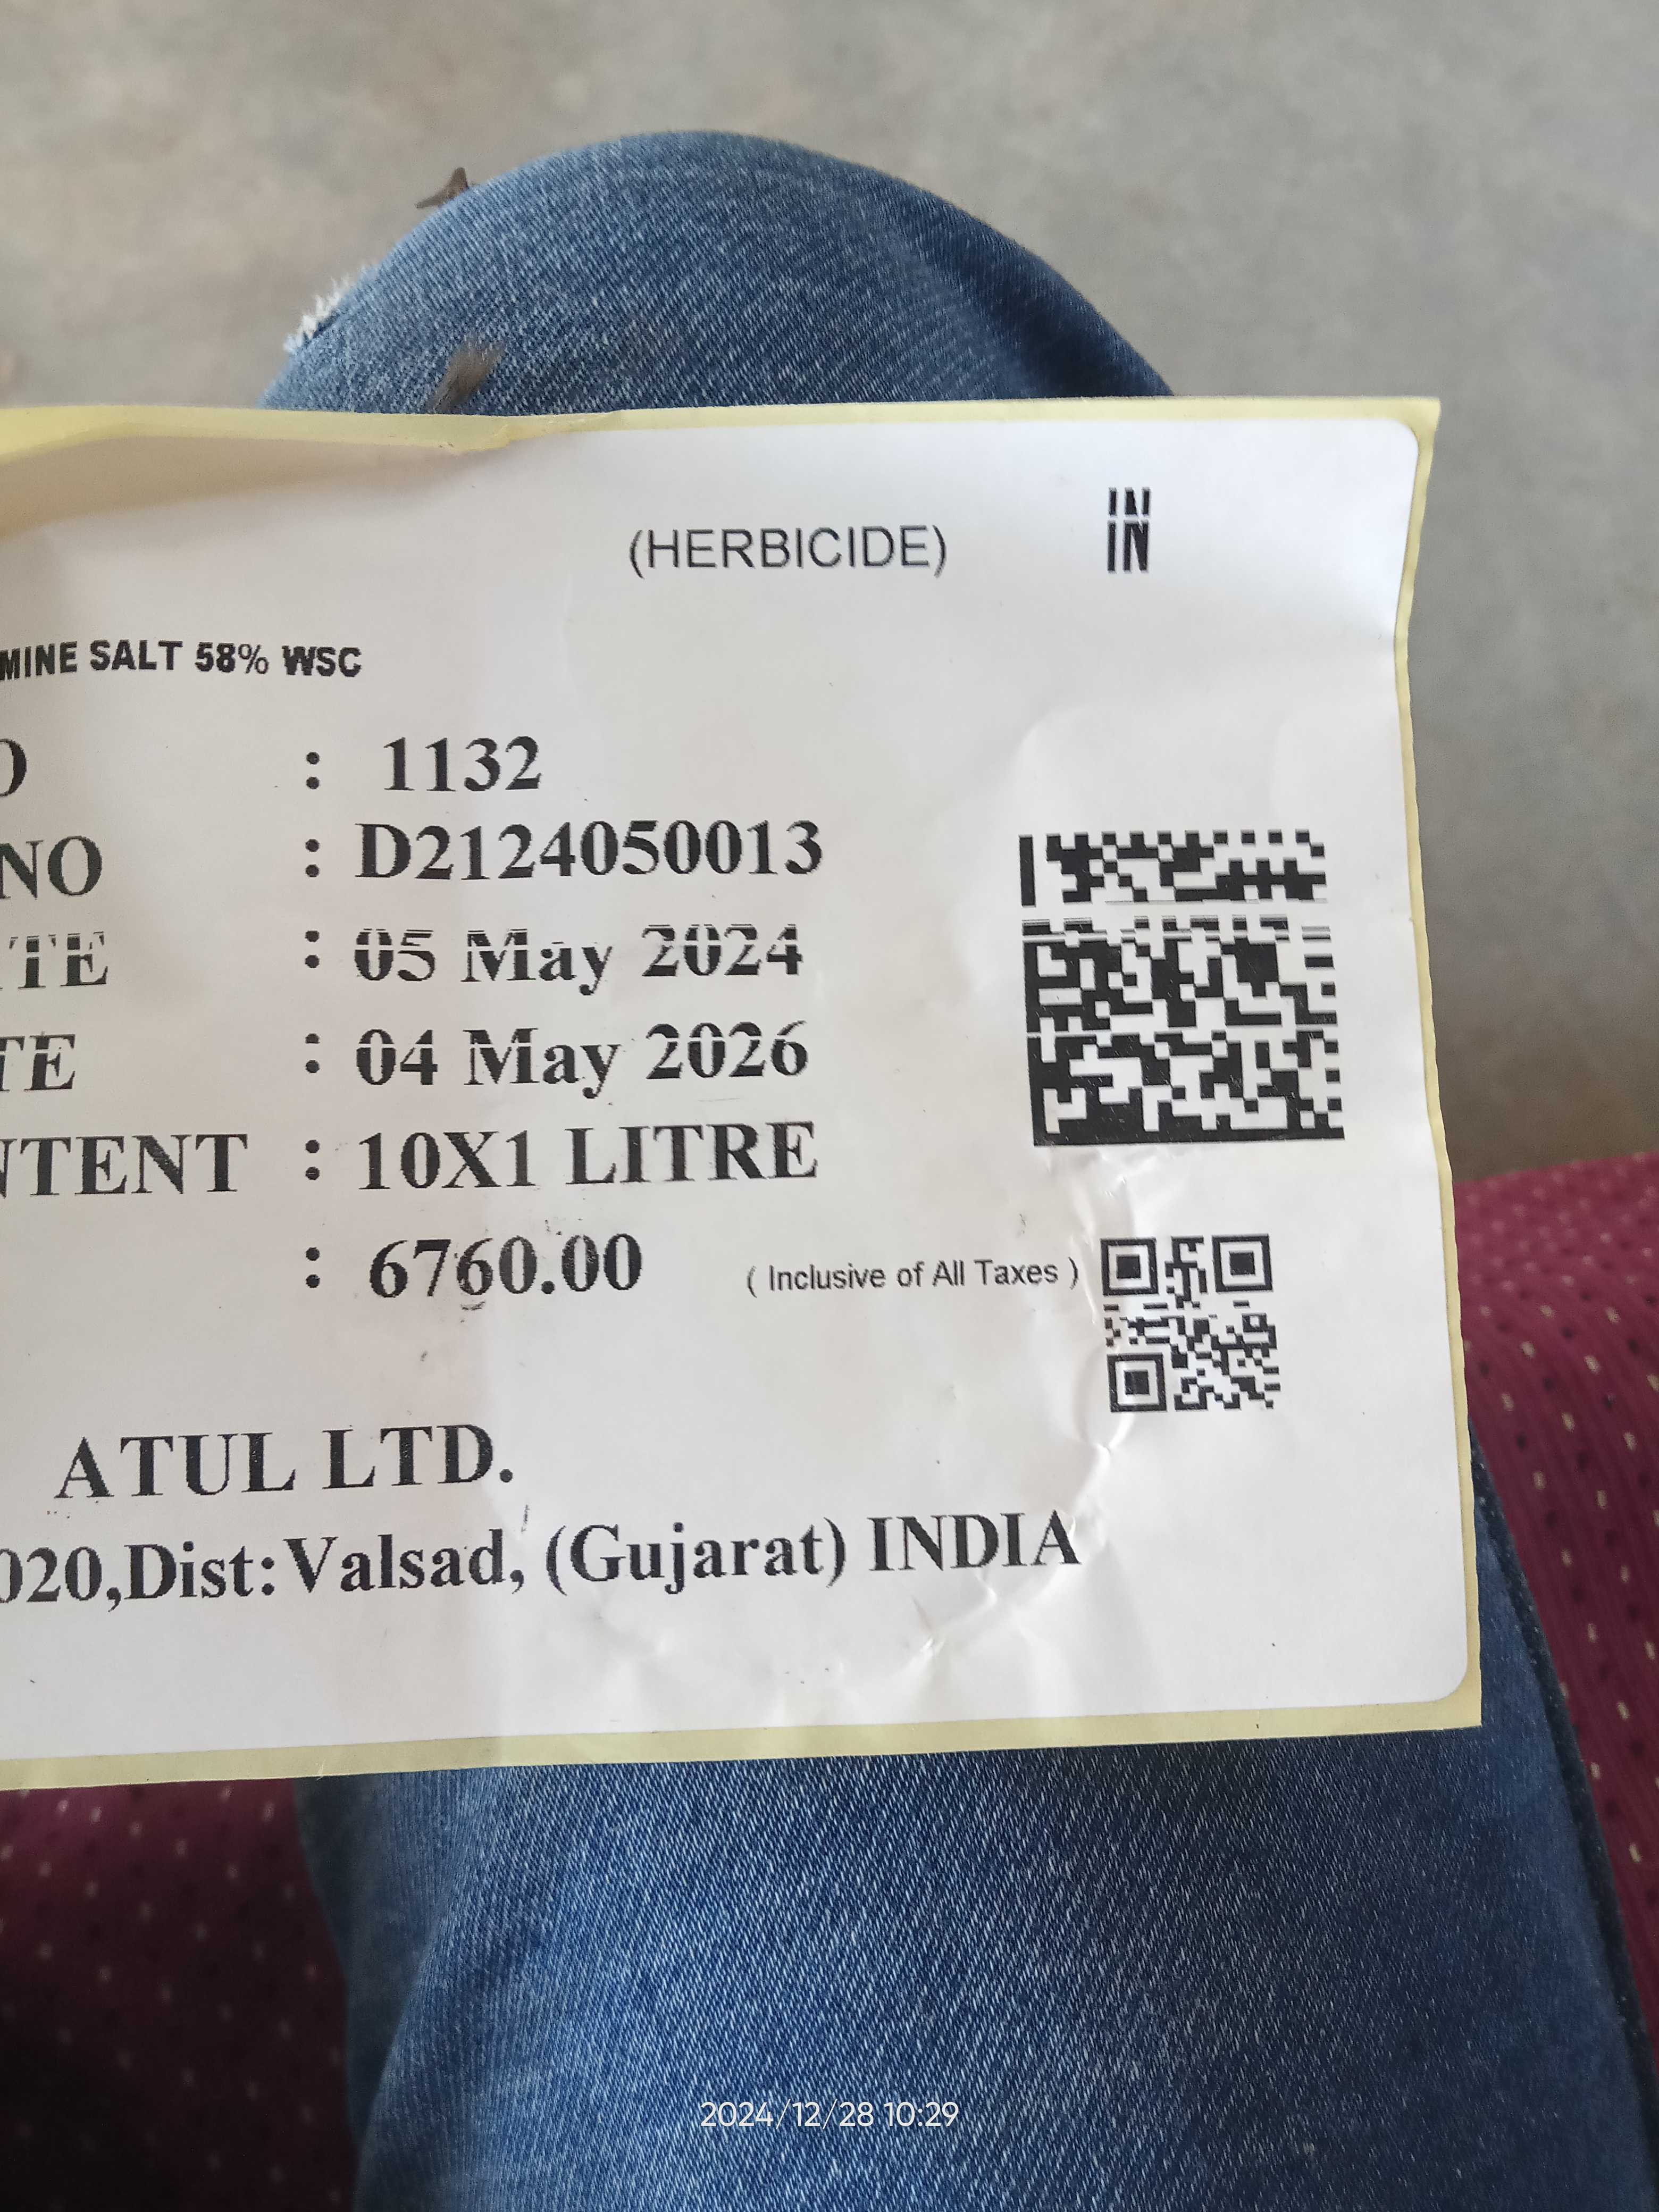 (HERBICIDE) IN
MINE SALT 58% WSC
: 1132
NO : D2124050013
TE : 05 May 2024
TE : 04 May 2026
NTENT : 10X1 LITRE
: 6760.00 ( Inclusive of All Taxes )
ATUL LTD.
020,Dist:Valsad, (Gujarat) INDIA
2024/12/28 10:29